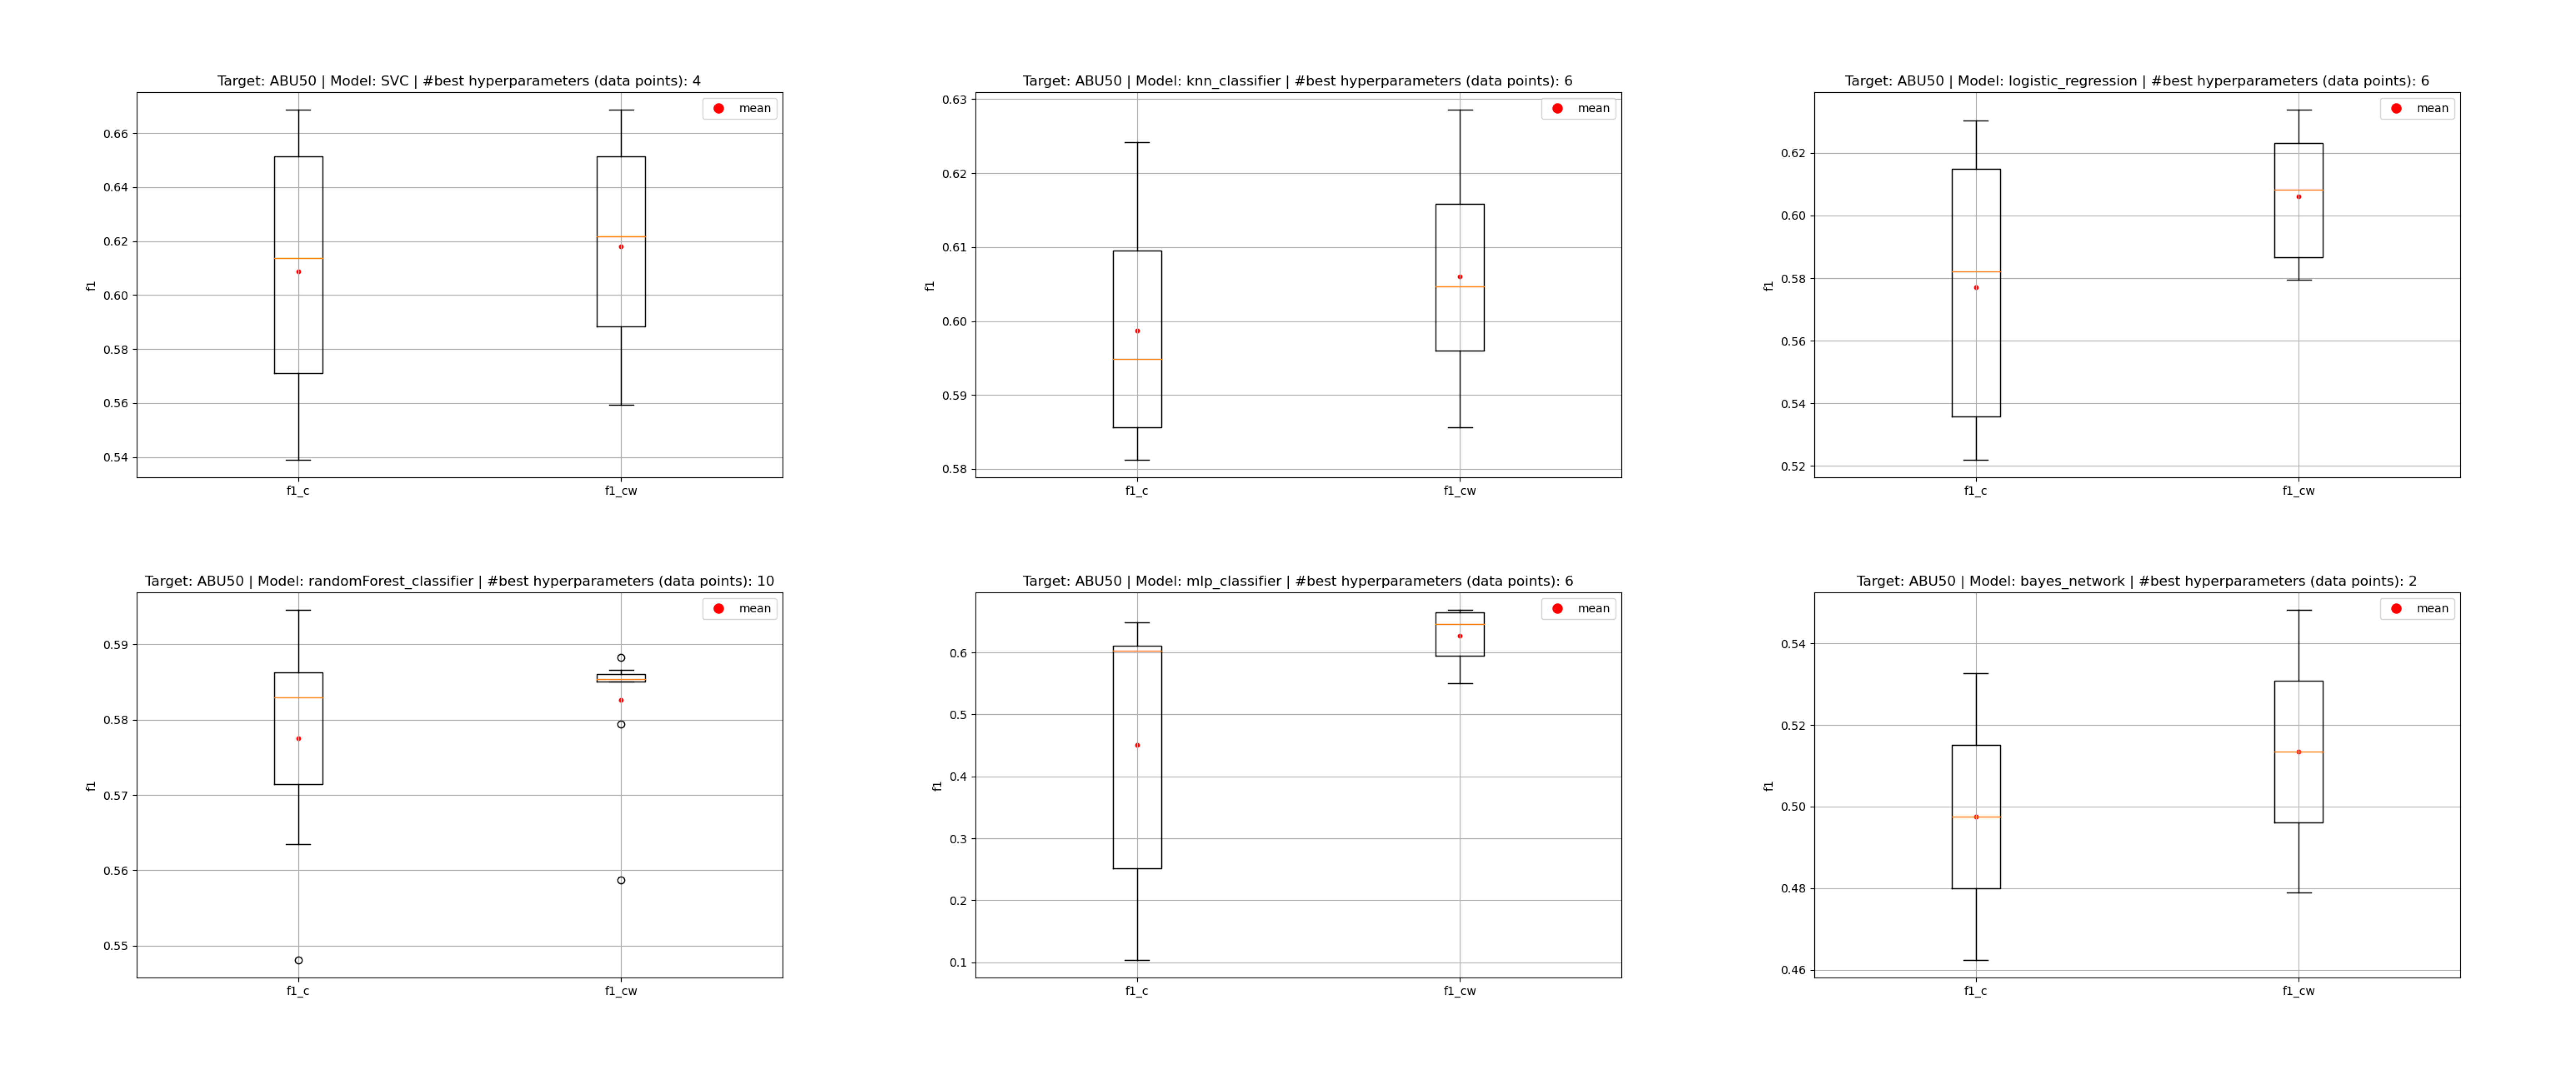 Target: ABU50 | Model: SVC | #best hyperparameters (data points): 4
mean
0.66
0.64
0.62
0.60
0.58
0.56
0.54
f1
f1_c
f1_cw
Target: ABU50 | Model: knn_classifier | #best hyperparameters (data points): 6
mean
0.63
0.62
0.61
0.60
0.59
0.58
f1
f1_c
f1_cw
Target: ABU50 | Model: logistic_regression | #best hyperparameters (data points): 6
mean
0.62
0.60
0.58
0.56
0.54
0.52
f1
f1_c
f1_cw
Target: ABU50 | Model: randomForest_classifier | #best hyperparameters (data points): 10
mean
0.59
0.58
0.57
0.56
0.55
f1
f1_c
f1_cw
Target: ABU50 | Model: mlp_classifier | #best hyperparameters (data points): 6
mean
0.6
0.5
0.4
0.3
0.2
0.1
f1
f1_c
f1_cw
Target: ABU50 | Model: bayes_network | #best hyperparameters (data points): 2
mean
0.54
0.52
0.50
0.48
0.46
f1
f1_c
f1_cw